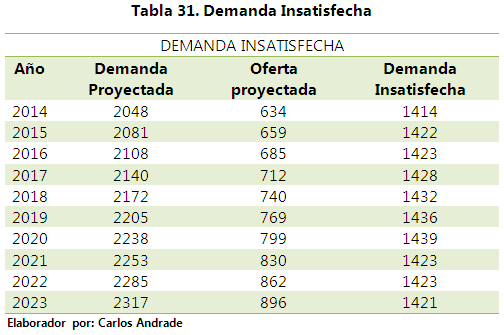 Tabla 31. Demanda Insatisfecha
DEMANDA INSATISFECHA
Año Demanda Proyectada Oferta proyectada Demanda Insatisfecha
2014 2048 634 1414
2015 2081 659 1422
2016 2108 685 1423
2017 2140 712 1428
2018 2172 740 1432
2019 2205 769 1436
2020 2238 799 1439
2021 2253 830 1423
2022 2285 862 1423
2023 2317 896 1421
Elaborador por: Carlos Andrade